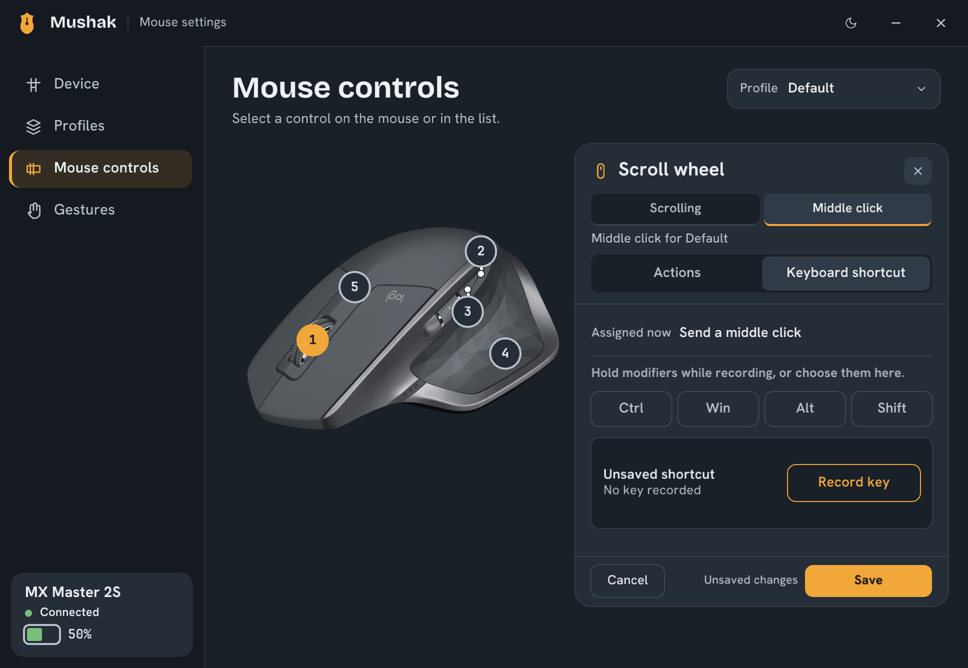 Mushak
Mouse settings
Device
Profiles
Mouse controls
Gestures
MX Master 2S
Connected
50%
Mouse controls
Select a control on the mouse or in the list.
Profile Default
logi
1
2
3
4
5
Scroll wheel
Scrolling
Middle click
Middle click for Default
Actions
Keyboard shortcut
Assigned now Send a middle click
Hold modifiers while recording, or choose them here.
Ctrl
Win
Alt
Shift
Unsaved shortcut
No key recorded
Record key
Cancel
Unsaved changes
Save